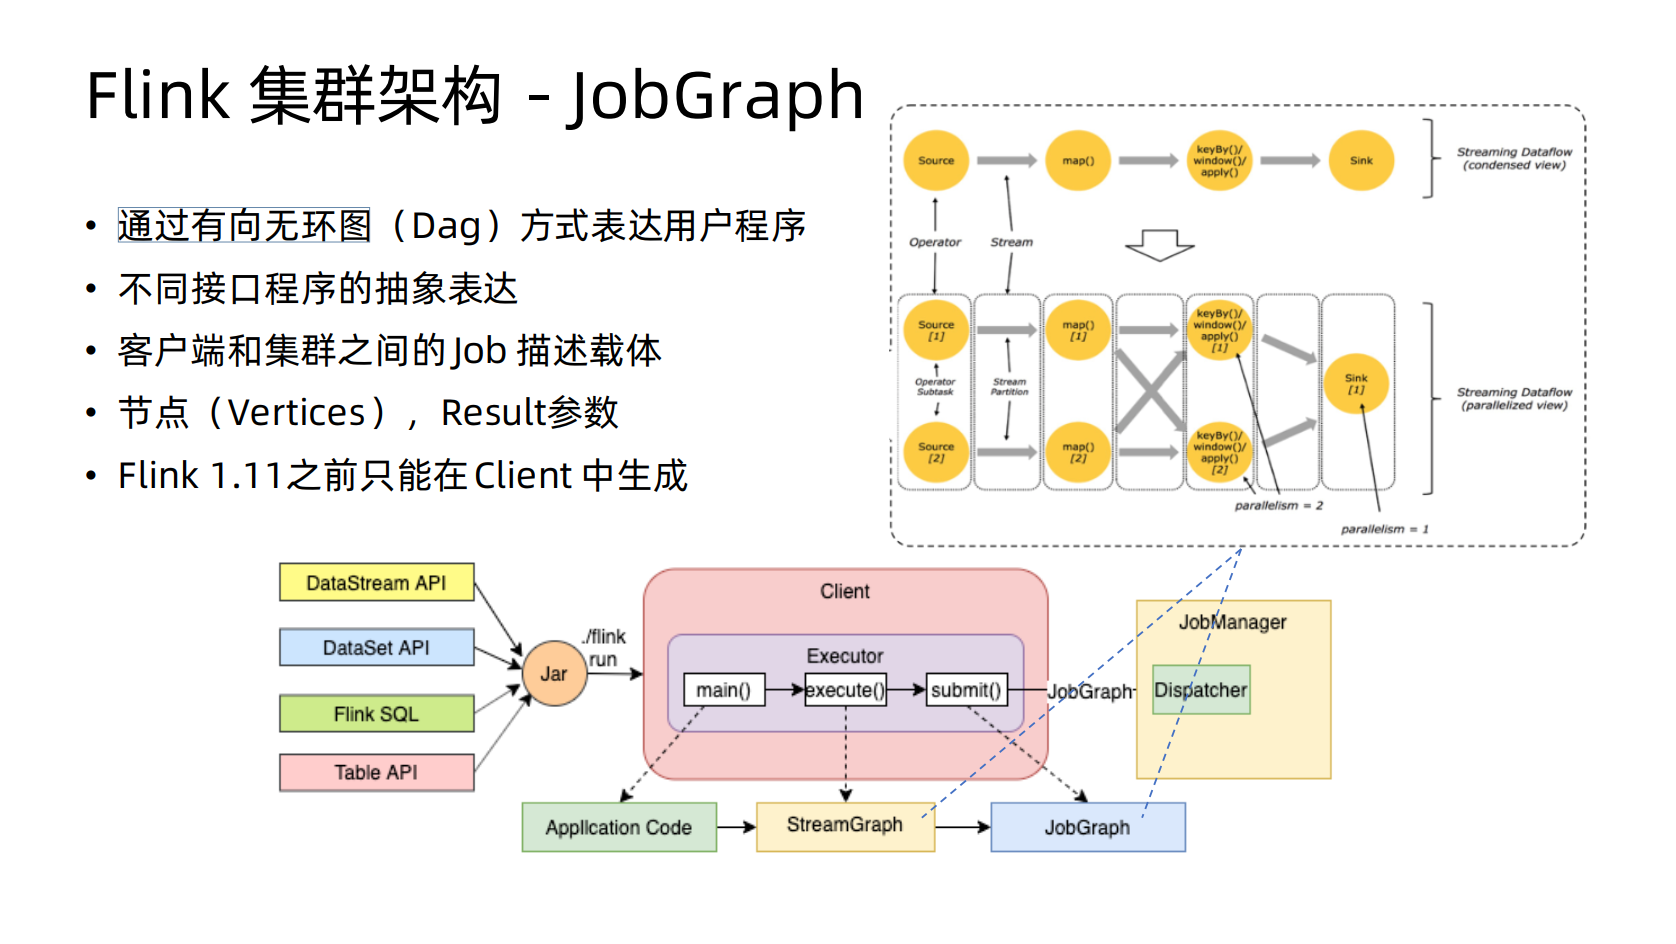 Flink 集群架构 - JobGraph
• 通过有向无环图（Dag）方式表达用户程序
• 不同接口程序的抽象表达
• 客户端和集群之间的Job 描述载体
• 节点（Vertices），Result参数
• Flink 1.11之前只能在Client 中生成
Source
map()
keyBy()/
window()/
apply()
Sink
Streaming Dataflow
(condensed view)
Operator
Stream
Source
[1]
map()
[1]
keyBy()/
window()/
apply()
[1]
Operator
Subtask
Stream
Partition
Sink
[1]
Streaming Dataflow
(parallelized view)
Source
[2]
map()
[2]
keyBy()/
window()/
apply()
[2]
parallelism = 2
parallelism = 1
DataStream API
DataSet API
Flink SQL
Table API
Jar
./flink
run
Client
Executor
main()
execute()
submit()
JobGraph
JobManager
Dispatcher
Application Code
StreamGraph
JobGraph